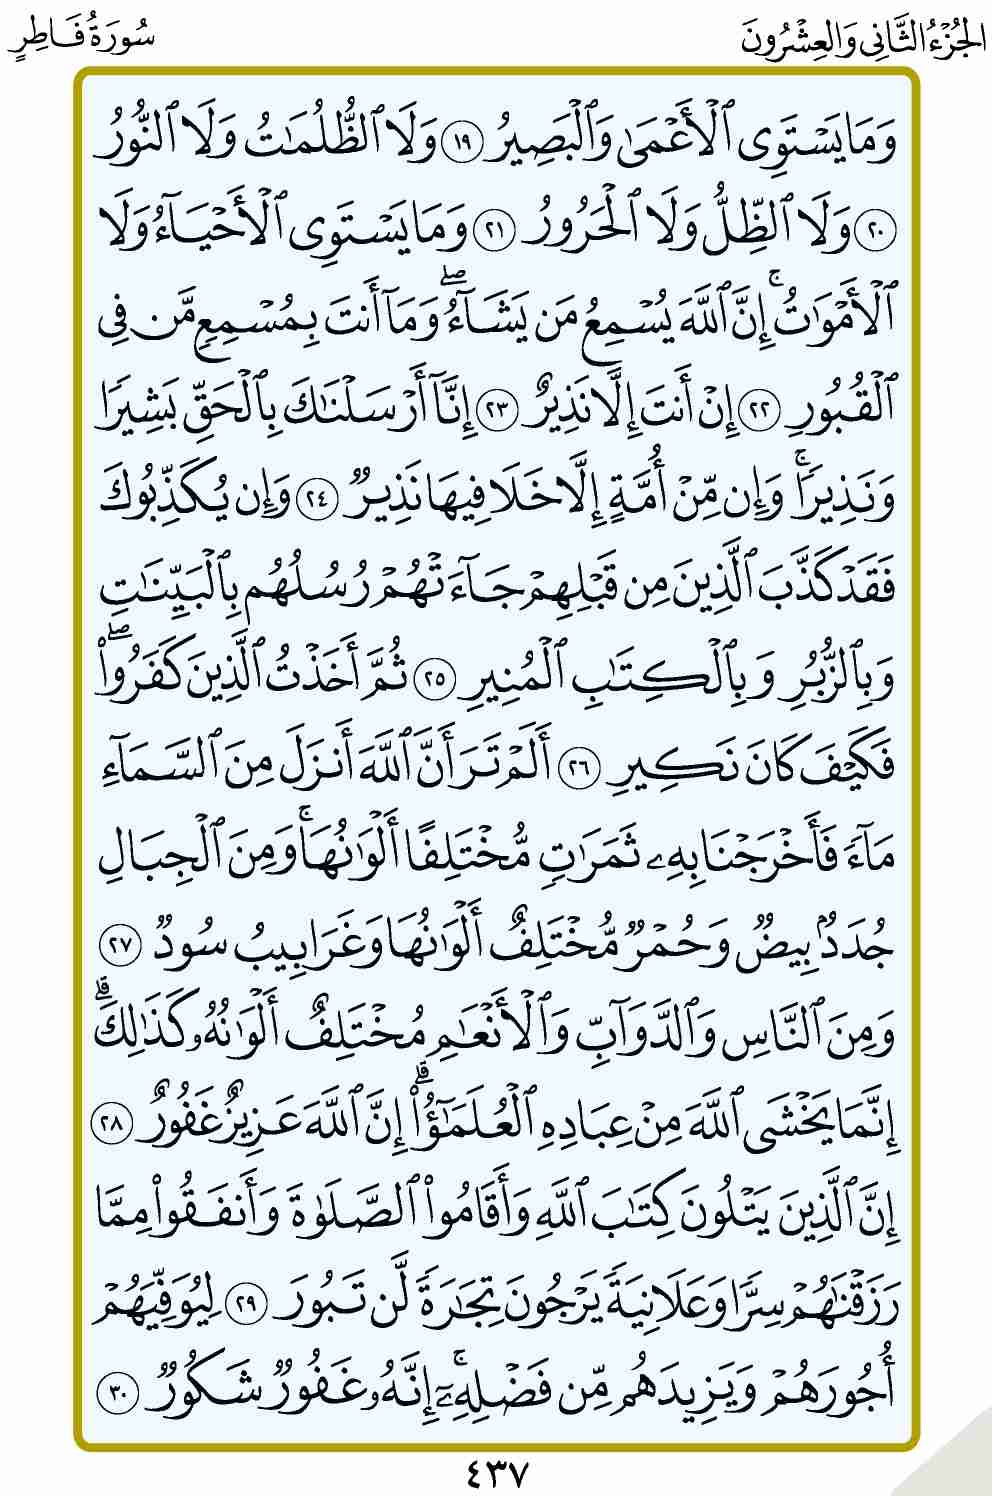 الجُزْءُ الثَّانِي وَالعِشْرُونَ
سُورَةُ فَاطِرٍ
وَمَا يَسْتَوِي ٱلْأَعْمَىٰ وَٱلْبَصِيرُ ١٩ وَلَا ٱلظُّلُمَٰتُ وَلَا ٱلنُّورُ
٢٠ وَلَا ٱلظِّلُّ وَلَا ٱلْحَرُورُ ٢١ وَمَا يَسْتَوِي ٱلْأَحْيَآءُ وَلَا
ٱلْأَمْوَٰتُ ۚ إِنَّ ٱللَّهَ يُسْمِعُ مَن يَشَآءُ ۖ وَمَآ أَنتَ بِمُسْمِعٍ مَّن فِي
ٱلْقُبُورِ ٢٢ إِنْ أَنتَ إِلَّا نَذِيرٌ ٢٣ إِنَّآ أَرْسَلْنَٰكَ بِٱلْحَقِّ بَشِيرًا
وَنَذِيرًا ۚ وَإِن مِّنْ أُمَّةٍ إِلَّا خَلَا فِيهَا نَذِيرٌ ٢٤ وَإِن يُكَذِّبُوكَ
فَقَدْ كَذَّبَ ٱلَّذِينَ مِن قَبْلِهِمْ جَآءَتْهُمْ رُسُلُهُم بِٱلْبَيِّنَٰتِ
وَبِٱلزُّبُرِ وَبِٱلْكِتَٰبِ ٱلْمُنِيرِ ٢٥ ثُمَّ أَخَذْتُ ٱلَّذِينَ كَفَرُوا۟ ۖ
فَكَيْفَ كَانَ نَكِيرِ ٢٦ أَلَمْ تَرَ أَنَّ ٱللَّهَ أَنزَلَ مِنَ ٱلسَّمَآءِ
مَآءً فَأَخْرَجْنَا بِهِۦ ثَمَرَٰتٍ مُّخْتَلِفًا أَلْوَٰنُهَا ۚ وَمِنَ ٱلْجِبَالِ
جُدَدٌۢ بِيضٌ وَحُمْرٌ مُّخْتَلِفٌ أَلْوَٰنُهَا وَغَرَابِيبُ سُودٌ ٢٧
وَمِنَ ٱلنَّاسِ وَٱلدَّوَآبِّ وَٱلْأَنْعَٰمِ مُخْتَلِفٌ أَلْوَٰنُهُۥ كَذَٰلِكَ ۗ
إِنَّمَا يَخْشَى ٱللَّهَ مِنْ عِبَادِهِ ٱلْعُلَمَٰٓؤُا۟ ۗ إِنَّ ٱللَّهَ عَزِيزٌ غَفُورٌ ٢٨
إِنَّ ٱلَّذِينَ يَتْلُونَ كِتَٰبَ ٱللَّهِ وَأَقَامُوا۟ ٱلصَّلَوٰةَ وَأَنفَقُوا۟ مِمَّا
رَزَقْنَٰهُمْ سِرًّا وَعَلَانِيَةً يَرْجُونَ تِجَٰرَةً لَّن تَبُورَ ٢٩ لِيُوَفِّيَهُمْ
أُجُورَهُمْ وَيَزِيدَهُم مِّن فَضْلِهِۦٓ ۚ إِنَّهُۥ غَفُورٌ شَكُورٌ ٣٠
٤٣٧